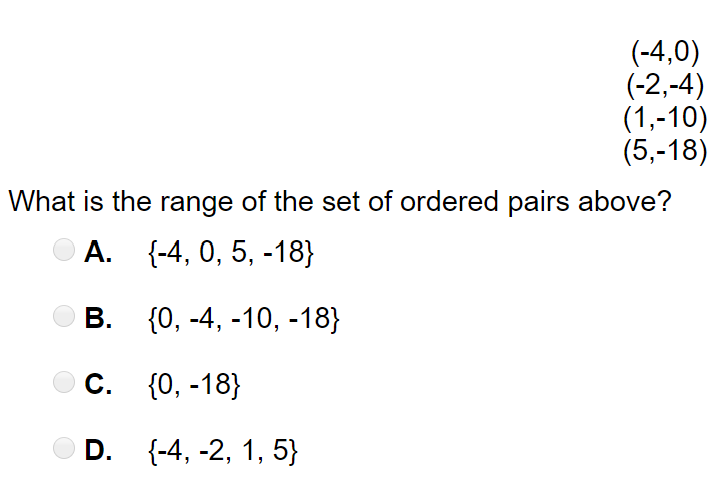 (-4,0)
(-2,-4)
(1,-10)
(5,-18)
What is the range of the set of ordered pairs above?
A. {-4, 0, 5, -18}
B. {0, -4, -10, -18}
C. {0, -18}
D. {-4, -2, 1, 5}